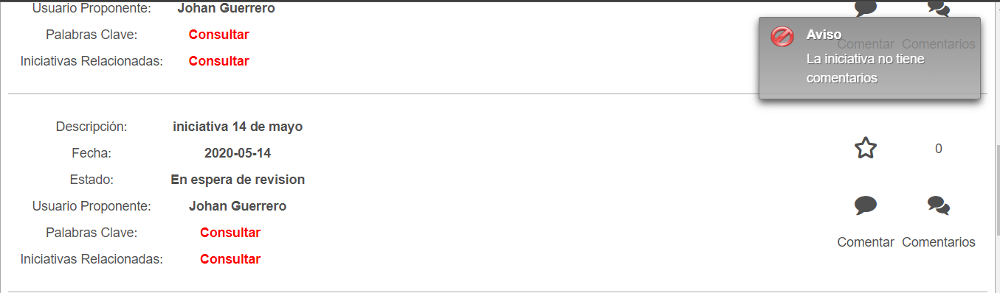 Usuario Proponente: Johan Guerrero
Palabras Clave: Consultar
Iniciativas Relacionadas: Consultar
Comentar Comentarios
Aviso
La iniciativa no tiene
comentarios
Descripción: iniciativa 14 de mayo
Fecha: 2020-05-14
0
Estado: En espera de revision
Usuario Proponente: Johan Guerrero
Palabras Clave: Consultar
Comentar Comentarios
Iniciativas Relacionadas: Consultar